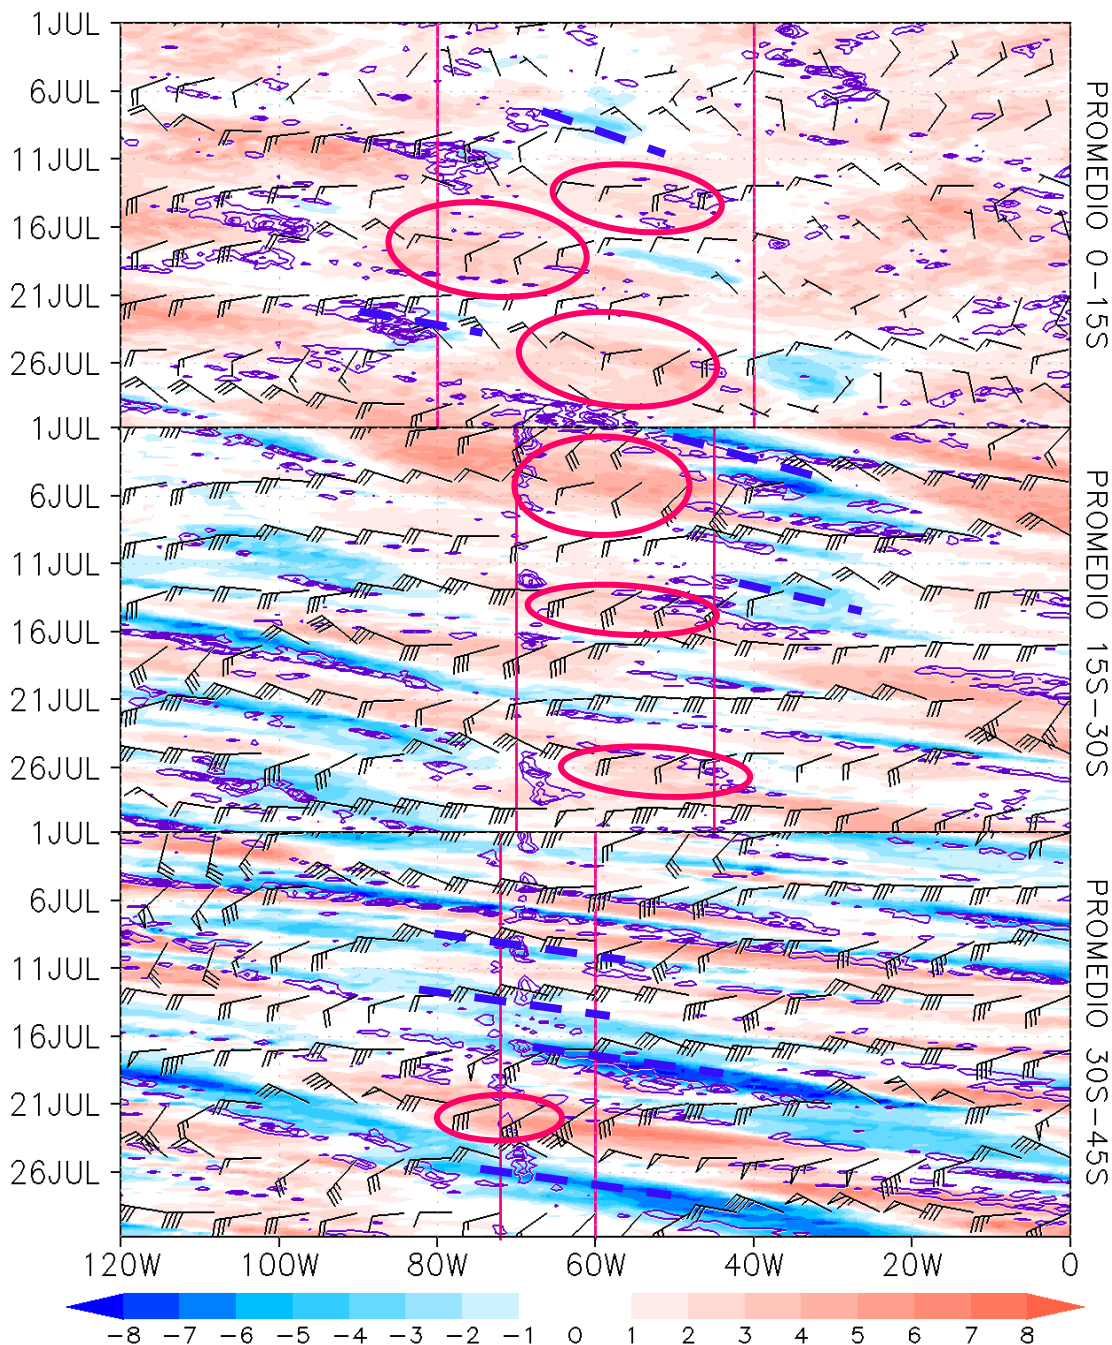 1JUL
6JUL
11JUL
16JUL
21JUL
26JUL
PROMEDIO 0-15S
1JUL
6JUL
11JUL
16JUL
21JUL
26JUL
PROMEDIO 15S-30S
1JUL
6JUL
11JUL
16JUL
21JUL
26JUL
PROMEDIO 30S-45S
120W 100W 80W 60W 40W 20W 0
-8 -7 -6 -5 -4 -3 -2 -1 0 1 2 3 4 5 6 7 8